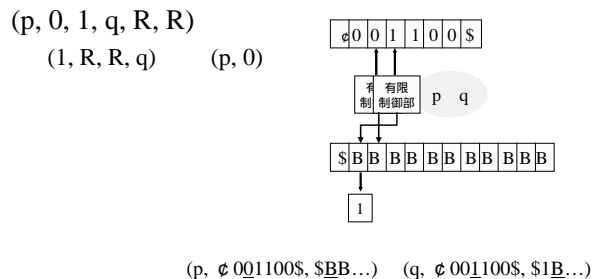 (p, 0, 1, q, R, R)
(1, R, R, q) (p, 0)
¢ 0 0 1 1 0 0 $
有限
制御部
p q
$ B B B B B B B B B B B
1
(p, ¢001100$, $BB…) (q, ¢001100$, $1B…)